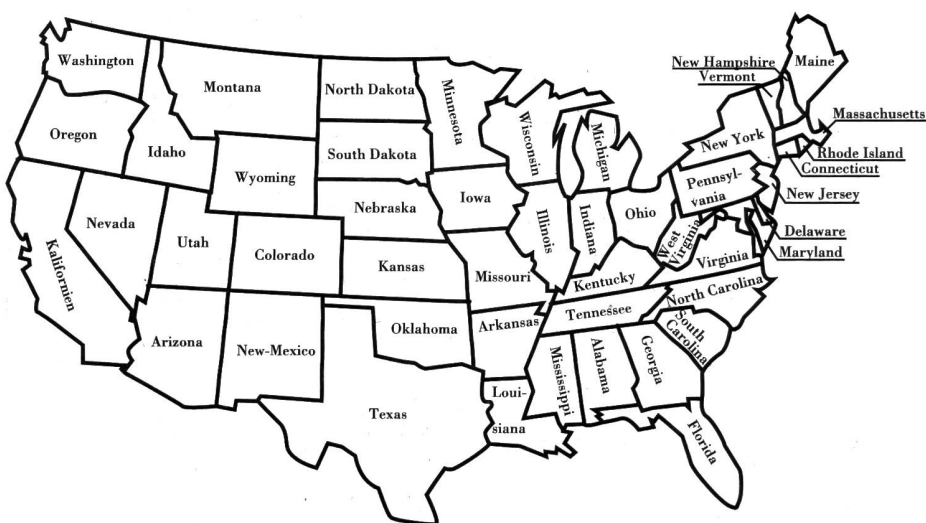 Washington
Montana
North Dakota
Minnesota
Wisconsin
Michigan
New Hampshire
Vermont
Maine
Massachusetts
Rhode Island
Connecticut
New Jersey
Delaware
Maryland
Oregon
Idaho
Wyoming
South Dakota
Nebraska
Iowa
Illinois
Indiana
Ohio
New York
Pennsyl-
vania
West
Virginia
Virginia
Kalifornien
Nevada
Utah
Colorado
Kansas
Missouri
Kentucky
North Carolina
Tennessee
South
Carolina
Arizona
New-Mexico
Oklahoma
Arkansas
Mississippi
Alabama
Georgia
Texas
Loui-
siana
Florida